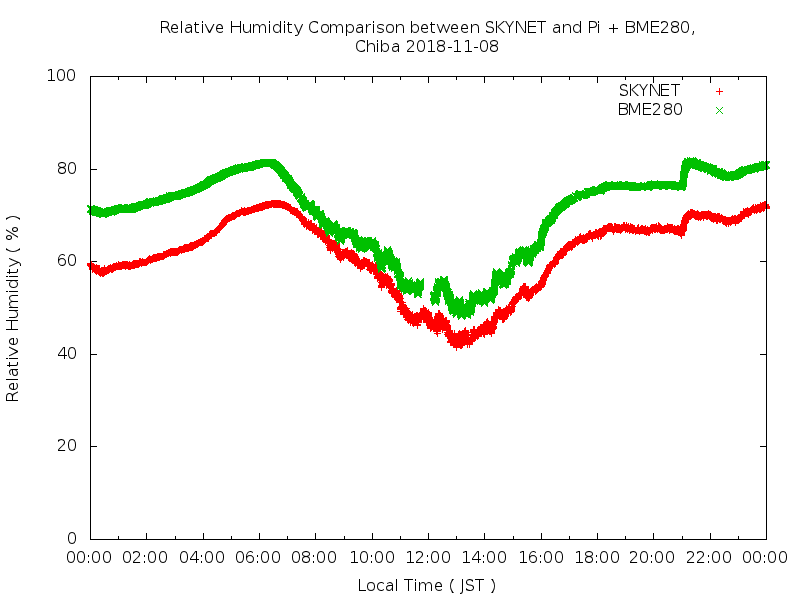 Relative Humidity Comparison between SKYNET and Pi + BME280,
Chiba 2018-11-08
SKYNET +
BME280 ×
100
80
60
40
20
0
Relative Humidity ( % )
00:00 02:00 04:00 06:00 08:00 10:00 12:00 14:00 16:00 18:00 20:00 22:00 00:00
Local Time ( JST )